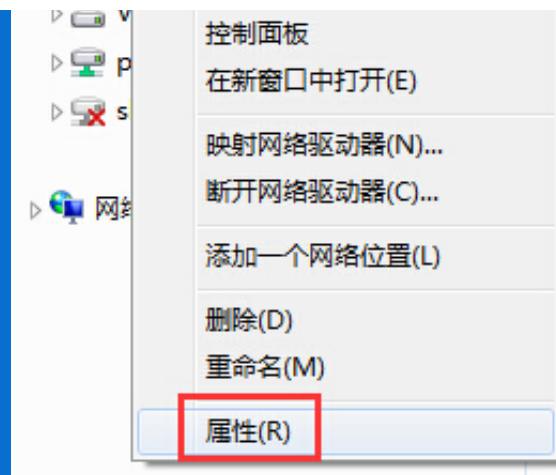 控制面板
在新窗口中打开(E)
p
s
映射网络驱动器(N)...
断开网络驱动器(C)...
网络
添加一个网络位置(L)
删除(D)
重命名(M)
属性(R)